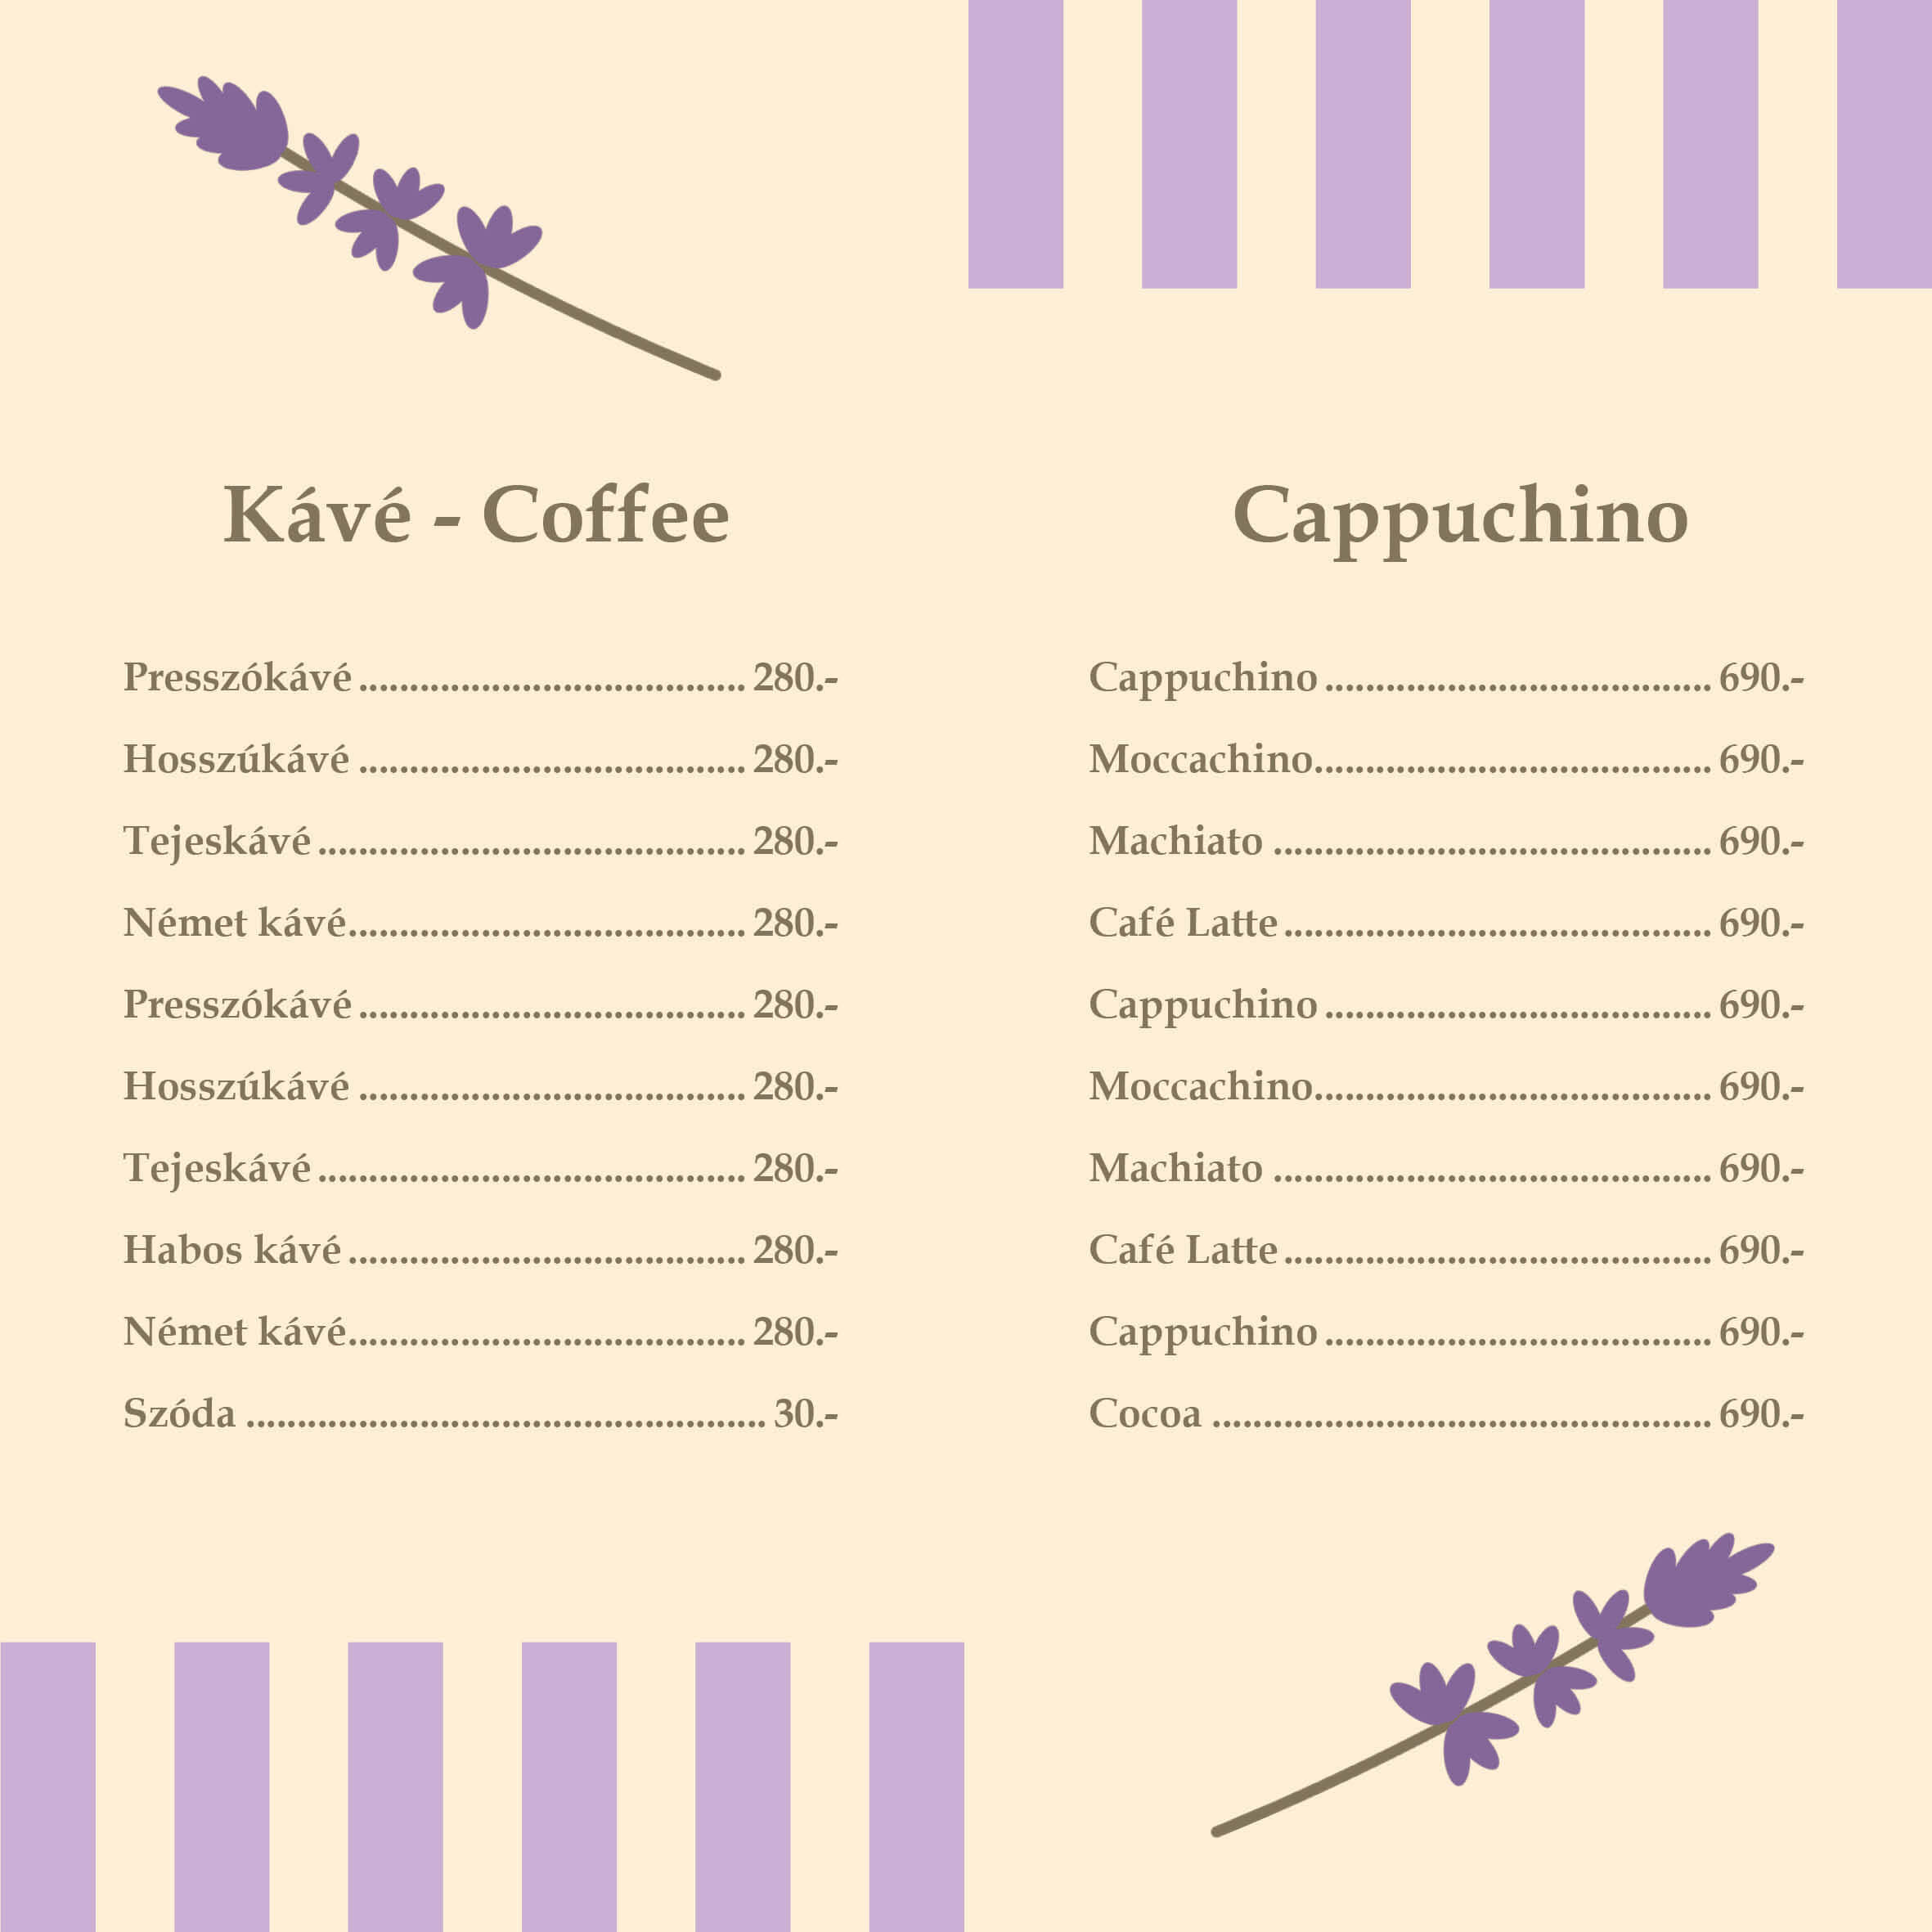 Kávé - Coffee
Presszókávé ...................................... 280.-
Hosszúkávé ...................................... 280.-
Tejeskávé .......................................... 280.-
Német kávé....................................... 280.-
Presszókávé ...................................... 280.-
Hosszúkávé ...................................... 280.-
Tejeskávé .......................................... 280.-
Habos kávé ....................................... 280.-
Német kávé....................................... 280.-
Szóda ................................................... 30.-
Cappuchino
Cappuchino ...................................... 690.-
Moccachino....................................... 690.-
Machiato ........................................... 690.-
Café Latte .......................................... 690.-
Cappuchino ...................................... 690.-
Moccachino....................................... 690.-
Machiato ........................................... 690.-
Café Latte .......................................... 690.-
Cappuchino ...................................... 690.-
Cocoa ................................................. 690.-